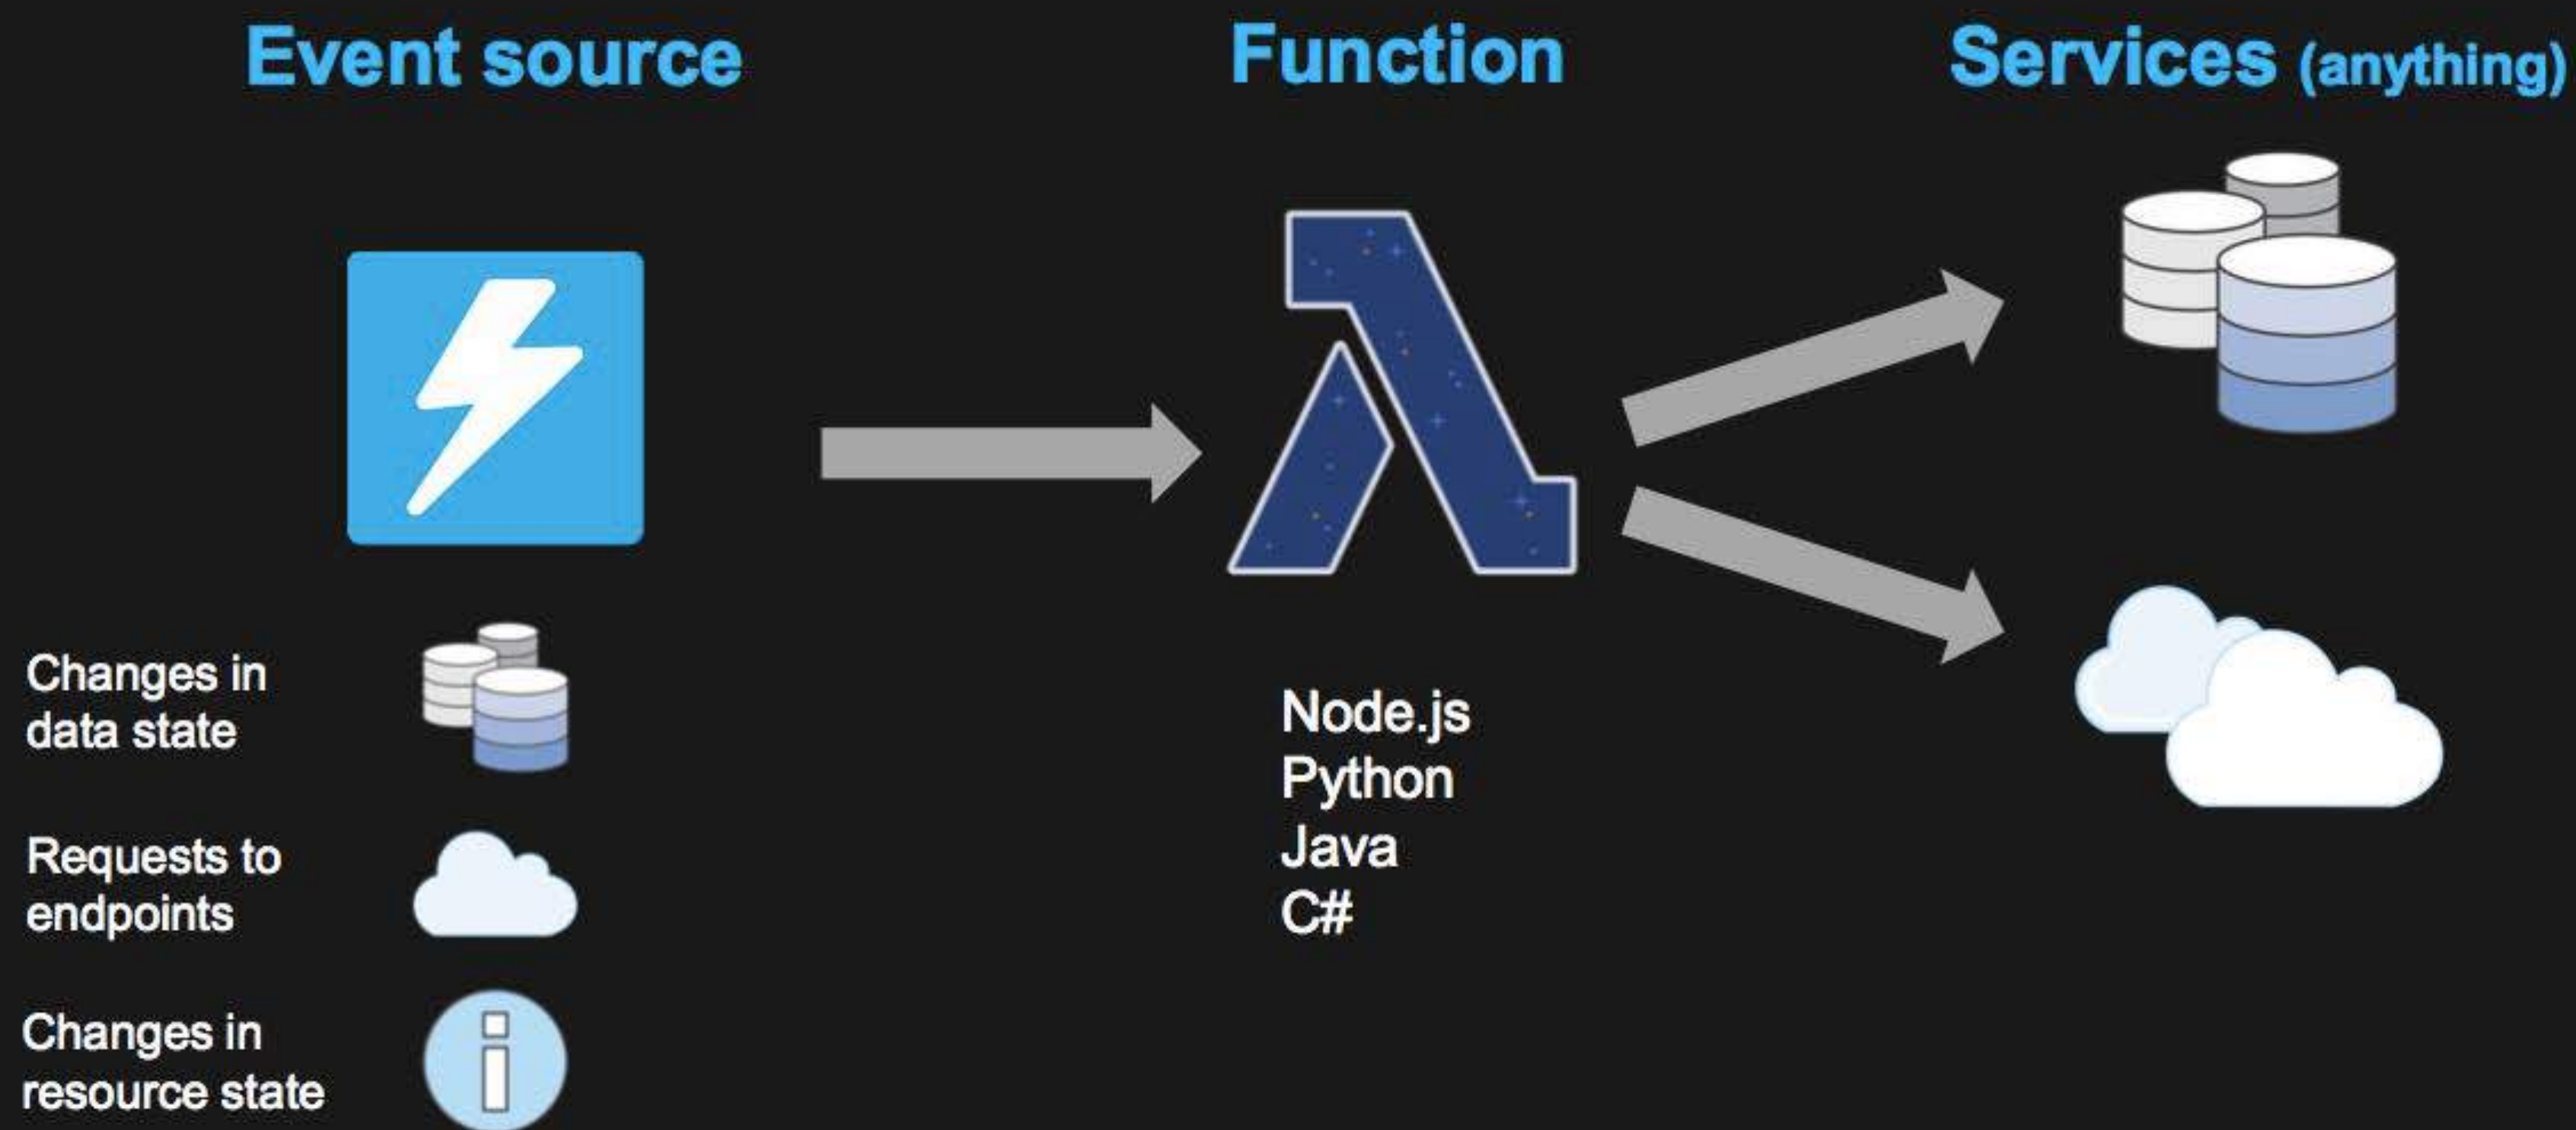 Event source
Function
Services (anything)
Changes in
data state
Requests to
endpoints
Changes in
resource state
Node.js
Python
Java
C#